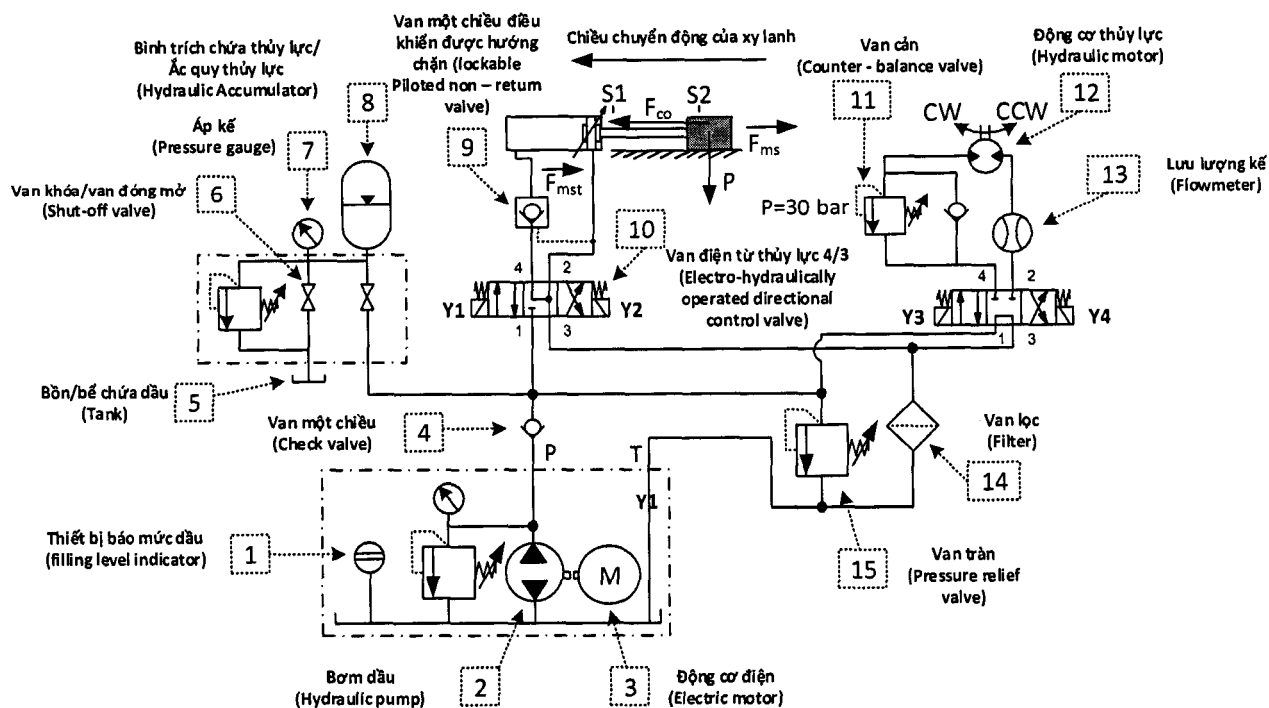 Van một chiều điều
khiển được hướng
chặn (lockable
Piloted non – return
valve)
Bình trích chứa thủy lực/
Ắc quy thủy lực
(Hydraulic Accumulator)
8
Chiều chuyển động của xy lanh
Van cản
(Counter - balance valve)
Động cơ thủy lực
(Hydraulic motor)
11
12
CW
CCW
S1
S2
Fco
Fms
Fmst
P
Áp kế
(Pressure gauge)
7
9
Van khóa/van đóng mở
(Shut-off valve)
6
10
P=30 bar
13
Lưu lượng kế
(Flowmeter)
Van điện từ thủy lực 4/3
(Electro-hydraulically
operated directional
control valve)
4
2
Y1
Y2
1
3
4
2
Y3
Y4
1
3
Bồn/bể chứa dầu
(Tank)
5
Van một chiều
(Check valve)
4
P
T
Y1
Van lọc
(Filter)
14
Thiết bị báo mức dầu
(filling level indicator)
1
M
15
Van tràn
(Pressure relief
valve)
Bơm dầu
(Hydraulic pump)
2
3
Động cơ điện
(Electric motor)